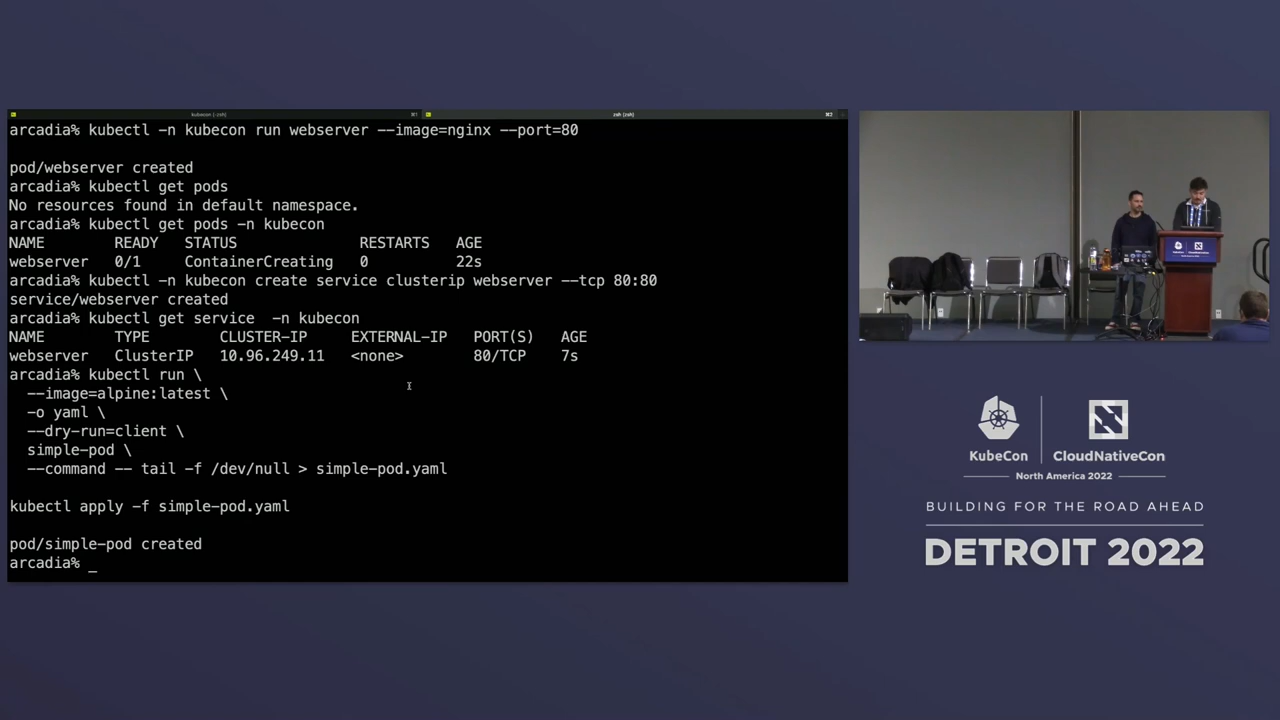 kubecon (-zsh)
⌘1
zsh (zsh)
⌘2
arcadia% kubectl -n kubecon run webserver --image=nginx --port=80
pod/webserver created
arcadia% kubectl get pods
No resources found in default namespace.
arcadia% kubectl get pods -n kubecon
NAME READY STATUS RESTARTS AGE
webserver 0/1 ContainerCreating 0 22s
arcadia% kubectl -n kubecon create service clusterip webserver --tcp 80:80
service/webserver created
arcadia% kubectl get service  -n kubecon
NAME TYPE CLUSTER-IP EXTERNAL-IP PORT(S) AGE
webserver ClusterIP 10.96.249.11 <none> 80/TCP 7s
arcadia% kubectl run \
--image=alpine:latest \
-o yaml \
--dry-run=client \
simple-pod \
--command -- tail -f /dev/null > simple-pod.yaml
kubectl apply -f simple-pod.yaml
pod/simple-pod created
arcadia% _
KubeCon CloudNativeCon
North America 2022
BUILDING FOR THE ROAD AHEAD
DETROIT 2022